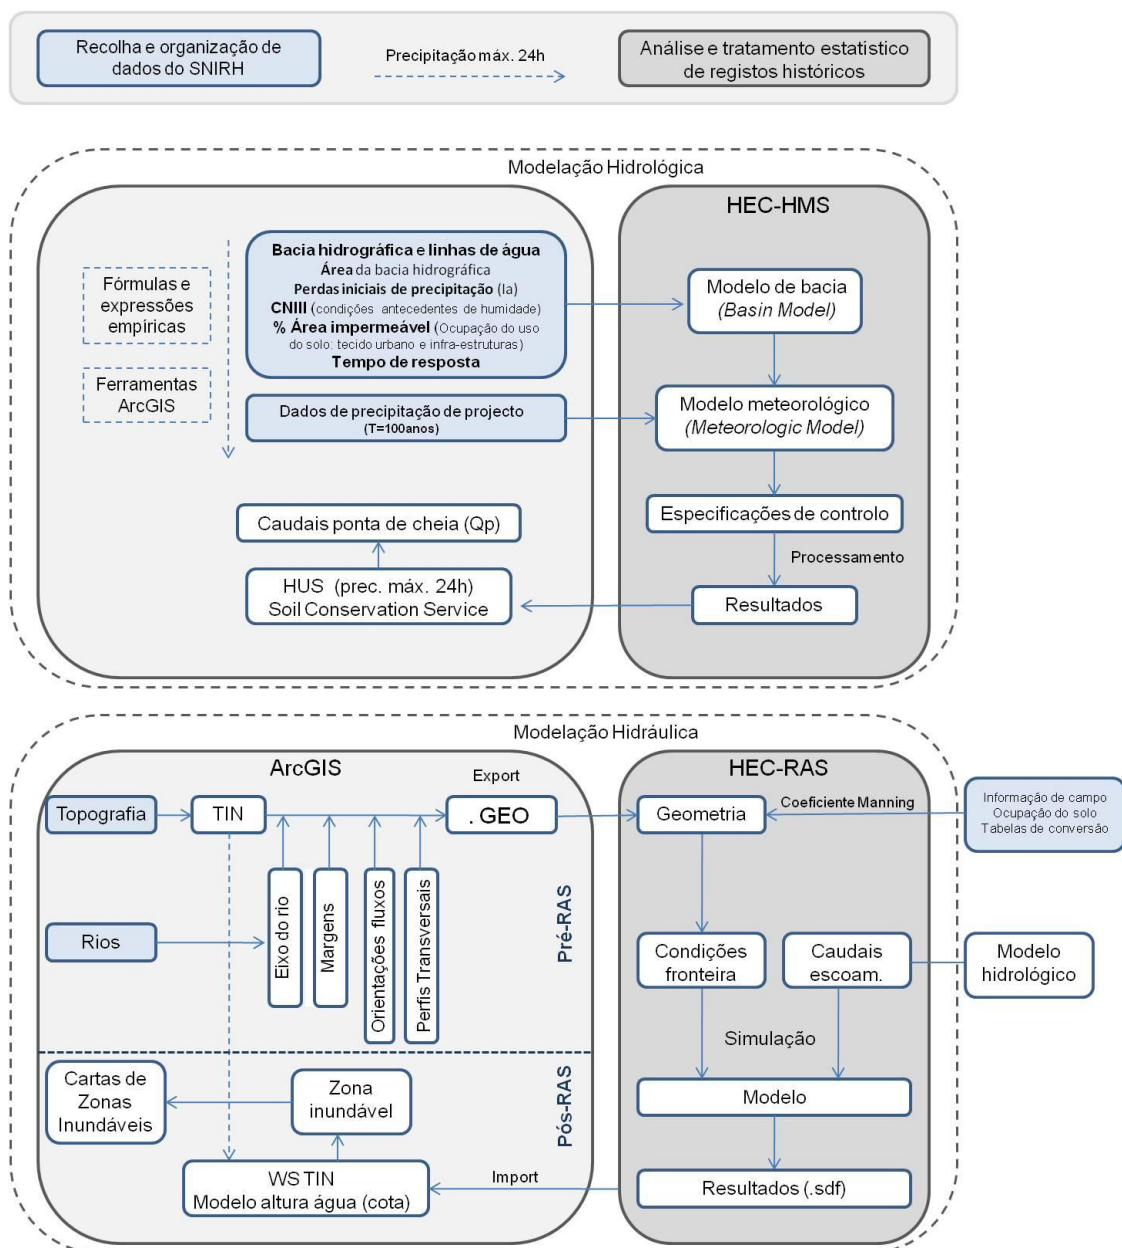 Recolha e organização de
dados do SNIRH
Precipitação máx. 24h
Análise e tratamento estatístico
de registos históricos
Modelação Hidrológica
HEC-HMS
Bacia hidrográfica e linhas de água
Área da bacia hidrográfica
Perdas iniciais de precipitação (Ia)
CNIII (condições antecedentes de humidade)
% Área impermeável (Ocupação do uso
do solo: tecido urbano e infra-estruturas)
Tempo de resposta
Fórmulas e
expressões
empíricas
Ferramentas
ArcGIS
Modelo de bacia
(Basin Model)
Dados de precipitação de projecto
(T=100anos)
Modelo meteorológico
(Meteorologic Model)
Caudais ponta de cheia (Qp)
Especificações de controlo
Processamento
HUS (prec. máx. 24h)
Soil Conservation Service
Resultados
Modelação Hidráulica
ArcGIS
Export
HEC-RAS
Topografia
TIN
. GEO
Geometria
Coeficiente Manning
Informação de campo
Ocupação do solo
Tabelas de conversão
Rios
Eixo do rio
Margens
Orientações fluxos
Perfis Transversais
Pré-RAS
Condições
fronteira
Caudais
escoam.
Modelo
hidrológico
Simulação
Cartas de
Zonas
Inundáveis
Zona
inundável
Pós-RAS
Modelo
WS TIN
Modelo altura água (cota)
Import
Resultados (.sdf)